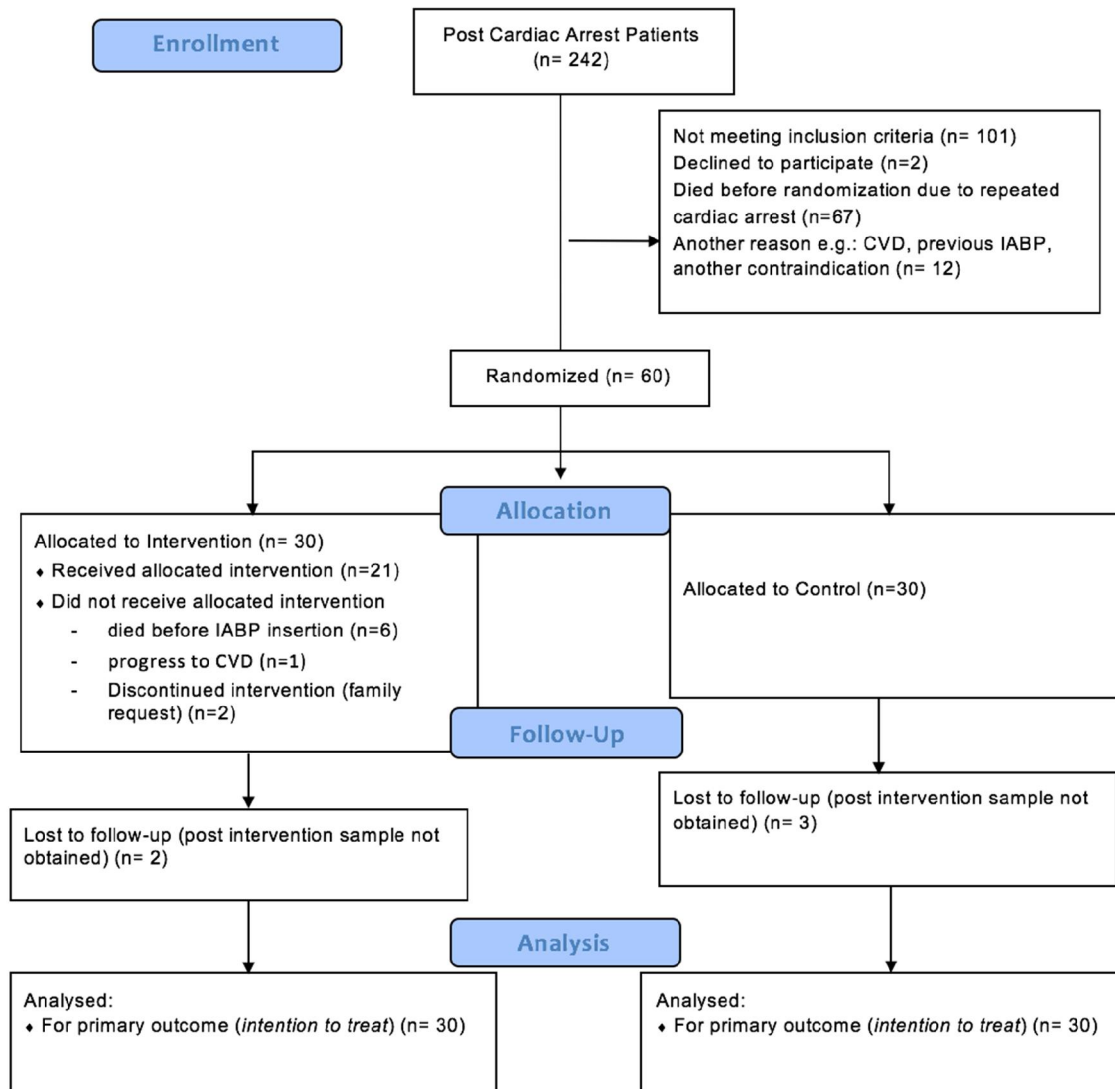 Enrollment
Post Cardiac Arrest Patients
(n= 242)
Not meeting inclusion criteria (n= 101)
Declined to participate (n=2)
Died before randomization due to repeated
cardiac arrest (n=67)
Another reason e.g.: CVD, previous IABP,
another contraindication (n= 12)
Randomized (n= 60)
Allocation
Allocated to Intervention (n= 30)
♦ Received allocated intervention (n=21)
♦ Did not receive allocated intervention
- died before IABP insertion (n=6)
- progress to CVD (n=1)
- Discontinued intervention (family
request) (n=2)
Allocated to Control (n=30)
Follow-Up
Lost to follow-up (post intervention sample not
obtained) (n= 2)
Lost to follow-up (post intervention sample not
obtained) (n= 3)
Analysis
Analysed:
♦ For primary outcome (intention to treat) (n= 30)
Analysed:
♦ For primary outcome (intention to treat) (n= 30)